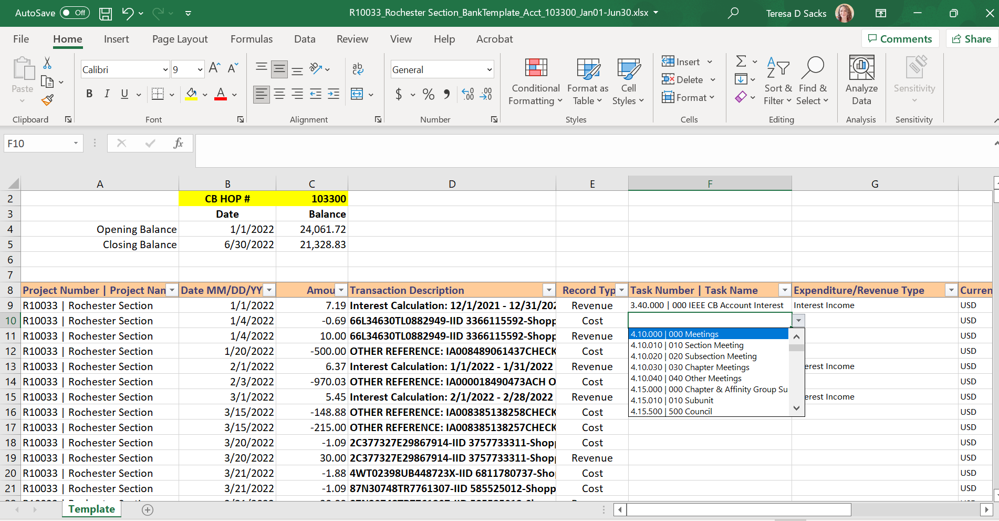 AutoSave Off R10033_Rochester Section_BankTemplate_Acct_103300_Jan01-Jun30.xlsx Teresa D Sacks
File Home Insert Page Layout Formulas Data Review View Help Acrobat Comments Share
Calibri 9 ab General Insert
Paste Delete
B I U A $ % Conditional Formatting Format as Table Cell Styles Format Sort & Filter Find & Select Analyze Data Sensitivity
Clipboard Font Alignment Number Styles Cells Editing Analysis Sensitivity
F10 fx
A B C D E F G
2 CB HOP # 103300
3 Date Balance
4 Opening Balance 1/1/2022 24,061.72
5 Closing Balance 6/30/2022 21,328.83
6
7
8 Project Number | Project Nan Date MM/DD/YY Amou Transaction Description Record Typ Task Number | Task Name Expenditure/Revenue Type Curren
9 R10033 | Rochester Section 1/1/2022 7.19 Interest Calculation: 12/1/2021 - 12/31/202 Revenue 3.40.000 | 000 IEEE CB Account Interest Interest Income USD
10 R10033 | Rochester Section 1/4/2022 -0.69 66L34630TL0882949-IID 3366115592-Shopp Cost USD
11 R10033 | Rochester Section 1/4/2022 10.00 66L34630TL0882949-IID 3366115592-Shopp Revenue USD
12 R10033 | Rochester Section 1/20/2022 -500.00 OTHER REFERENCE: IA008489061437CHECK Cost USD
13 R10033 | Rochester Section 2/1/2022 6.37 Interest Calculation: 1/1/2022 - 1/31/2022 Revenue erest Income USD
14 R10033 | Rochester Section 2/3/2022 -970.03 OTHER REFERENCE: IA000018490473ACH O Cost USD
15 R10033 | Rochester Section 3/1/2022 5.45 Interest Calculation: 2/1/2022 - 2/28/2022 Revenue erest Income USD
16 R10033 | Rochester Section 3/15/2022 -148.88 OTHER REFERENCE: IA008385138258CHECK Cost USD
17 R10033 | Rochester Section 3/15/2022 -215.00 OTHER REFERENCE: IA008385138257CHECK Cost USD
18 R10033 | Rochester Section 3/20/2022 -1.09 2C377327E29867914-IID 3757733311-Shopp Cost USD
19 R10033 | Rochester Section 3/20/2022 30.00 2C377327E29867914-IID 3757733311-Shopp Revenue USD
20 R10033 | Rochester Section 3/21/2022 -1.88 4WT02398UB448723X-IID 6811780737-Sho Cost USD
21 R10033 | Rochester Section 3/21/2022 -1.09 87N30748TR7761307-IID 585525012-Shopp Cost USD
4.10.000 | 000 Meetings
4.10.010 | 010 Section Meeting
4.10.020 | 020 Subsection Meeting
4.10.030 | 030 Chapter Meetings
4.10.040 | 040 Other Meetings
4.15.000 | 000 Chapter & Affinity Group Su
4.15.010 | 010 Subunit
4.15.500 | 500 Council
Template